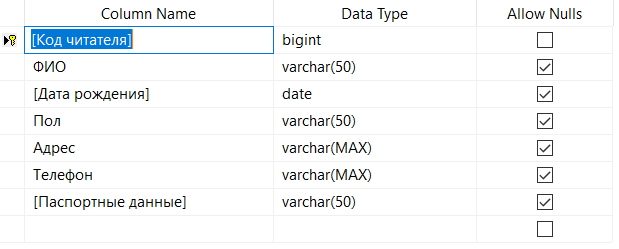 Column Name Data Type Allow Nulls
[Код читателя] bigint
ФИО varchar(50)
[Дата рождения] date
Пол varchar(50)
Адрес varchar(MAX)
Телефон varchar(MAX)
[Паспортные данные] varchar(50)